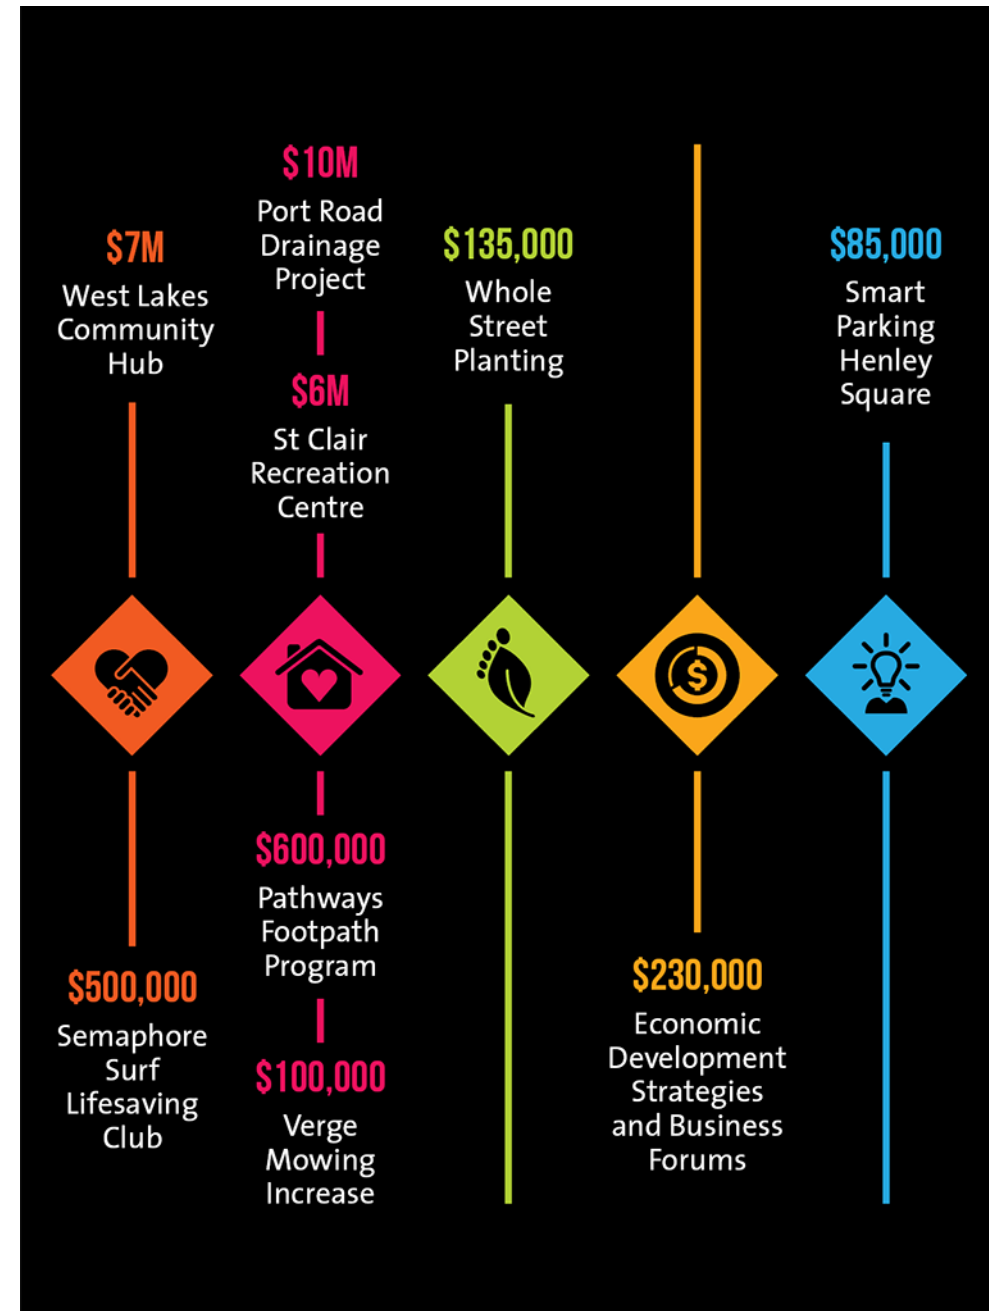 $7M
West Lakes
Community
Hub
$500,000
Semaphore
Surf
Lifesaving
Club
$10M
Port Road
Drainage
Project
$6M
St Clair
Recreation
Centre
$600,000
Pathways
Footpath
Program
$100,000
Verge
Mowing
Increase
$135,000
Whole
Street
Planting
$
$230,000
Economic
Development
Strategies
and Business
Forums
$85,000
Smart
Parking
Henley
Square